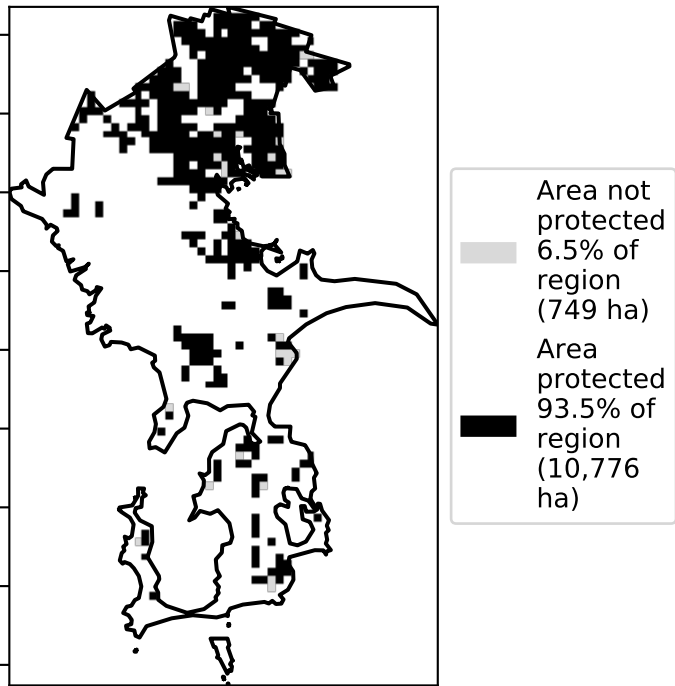 Area not
protected
6.5% of
region
(749 ha)
Area
protected
93.5% of
region
(10,776
ha)